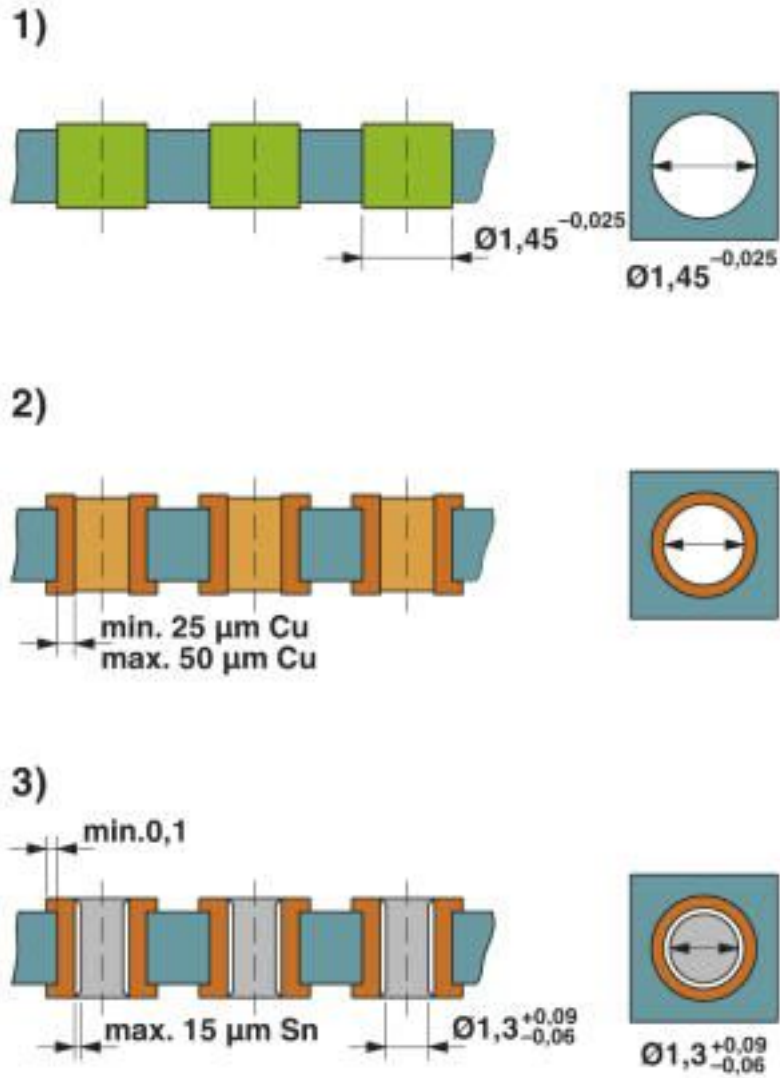 1)
Ø1,45 –0,025
Ø1,45 –0,025
2)
min. 25 µm Cu
max. 50 µm Cu
3)
min.0,1
max. 15 µm Sn
Ø1,3 +0,09 –0,06
Ø1,3 +0,09 –0,06